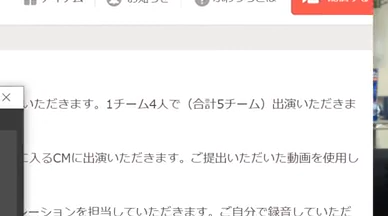 いただきます。1チーム4人で（合計5チーム）出演いただきま
に入るCMに出演いただきます。ご提出いただいた動画を使用し
レーションを担当していただきます。ご自分で録音していただ